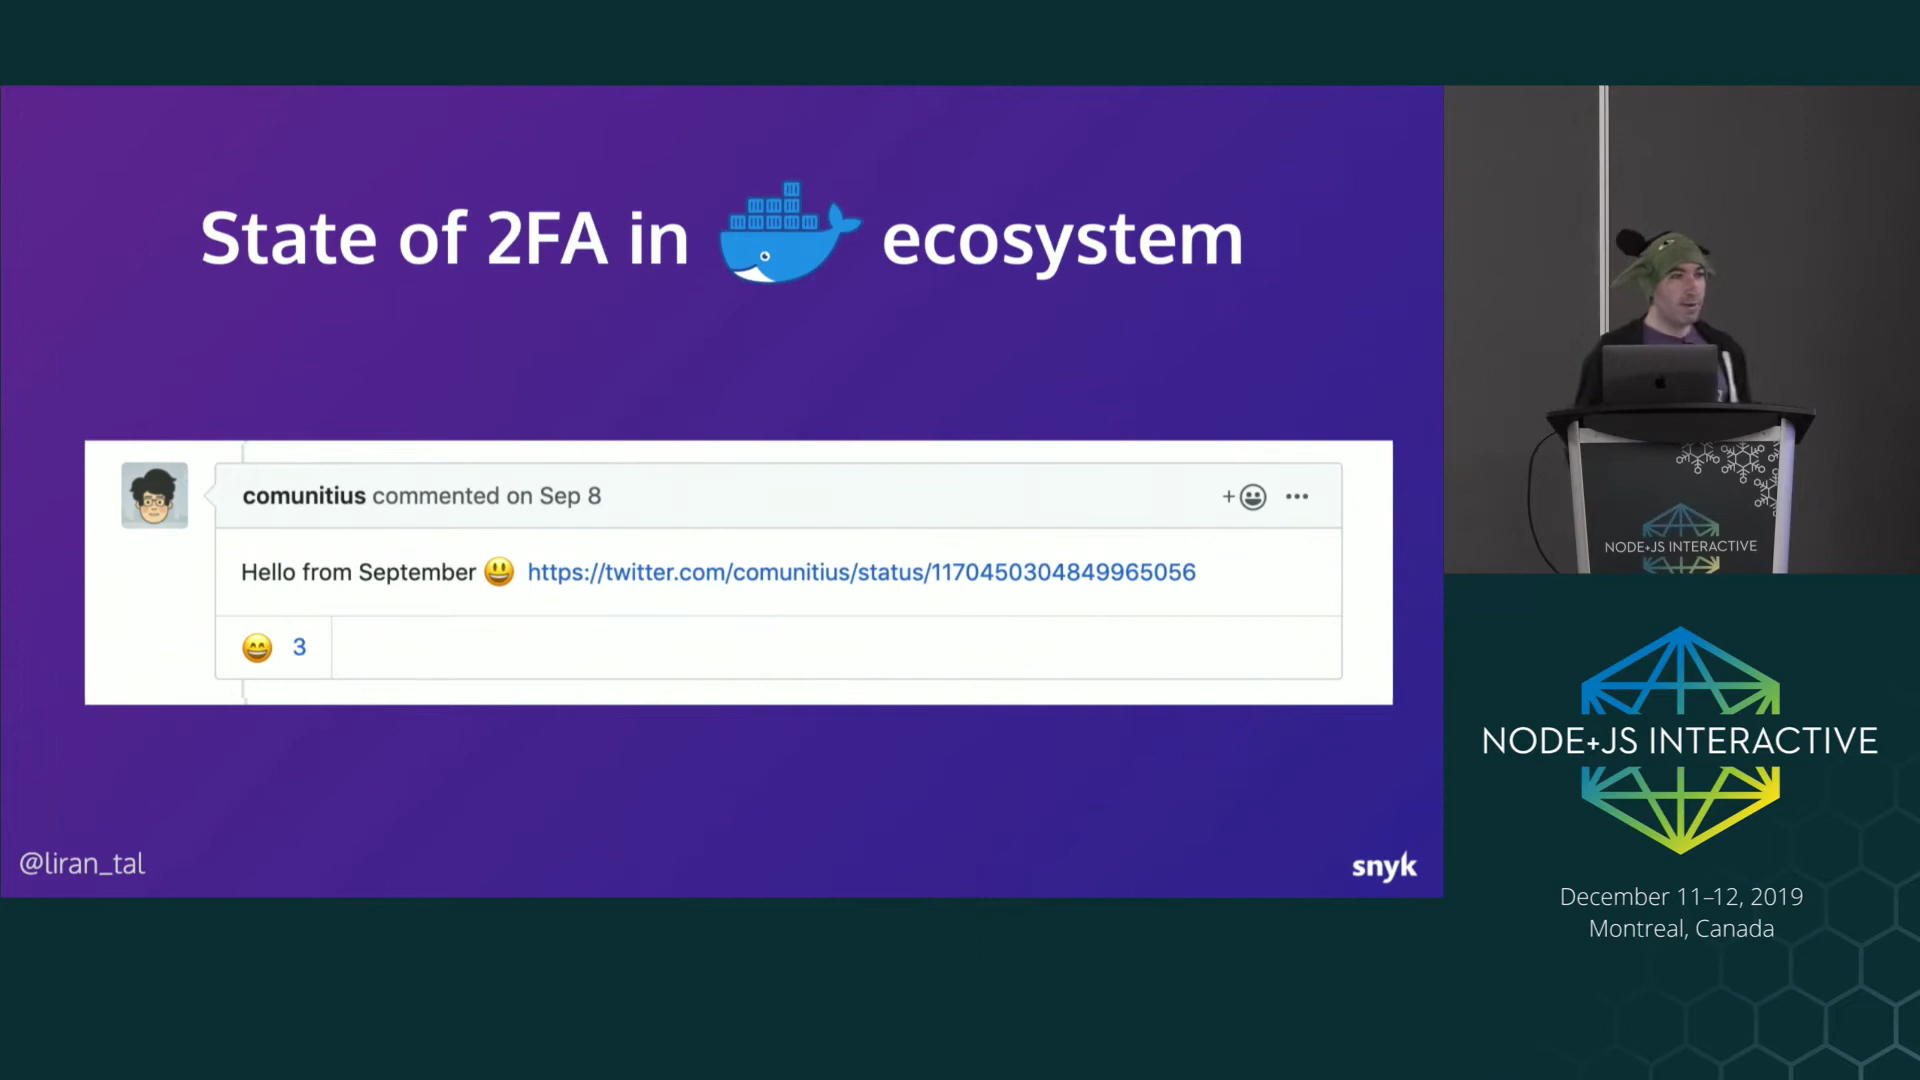 State of 2FA in ecosystem
comunitius commented on Sep 8
Hello from September https://twitter.com/comunitius/status/1170450304849965056
3
@liran_tal
snyk
NODE+JS INTERACTIVE
NODE+JS INTERACTIVE
December 11–12, 2019
Montreal, Canada